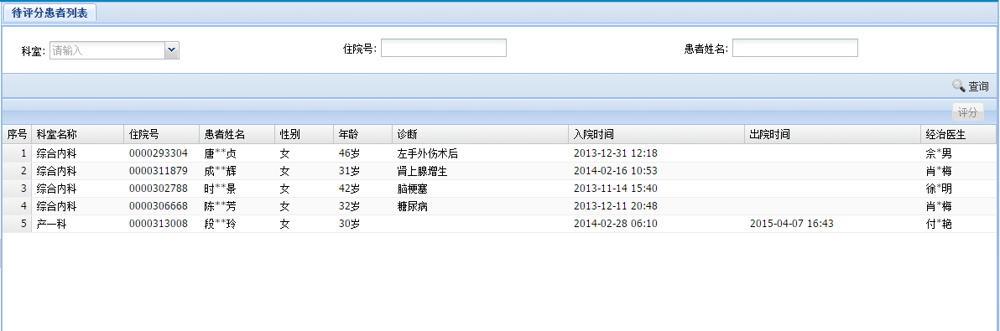 待评分患者列表
科室: 请输入 住院号: 患者姓名:
查询
评分
序号 科室名称 住院号 患者姓名 性别 年龄 诊断 入院时间 出院时间 经治医生
1 综合内科 0000293304 唐**贞 女 46岁 左手外伤术后 2013-12-31 12:18 佘*男
2 综合内科 0000311879 成**辉 女 31岁 肾上腺增生 2014-02-16 10:53 肖*梅
3 综合内科 0000302788 时**景 女 42岁 脑梗塞 2013-11-14 15:40 徐*明
4 综合内科 0000306668 陈**芳 女 32岁 糖尿病 2013-12-11 20:48 肖*梅
5 产一科 0000313008 段**玲 女 30岁 2014-02-28 06:10 2015-04-07 16:43 付*艳